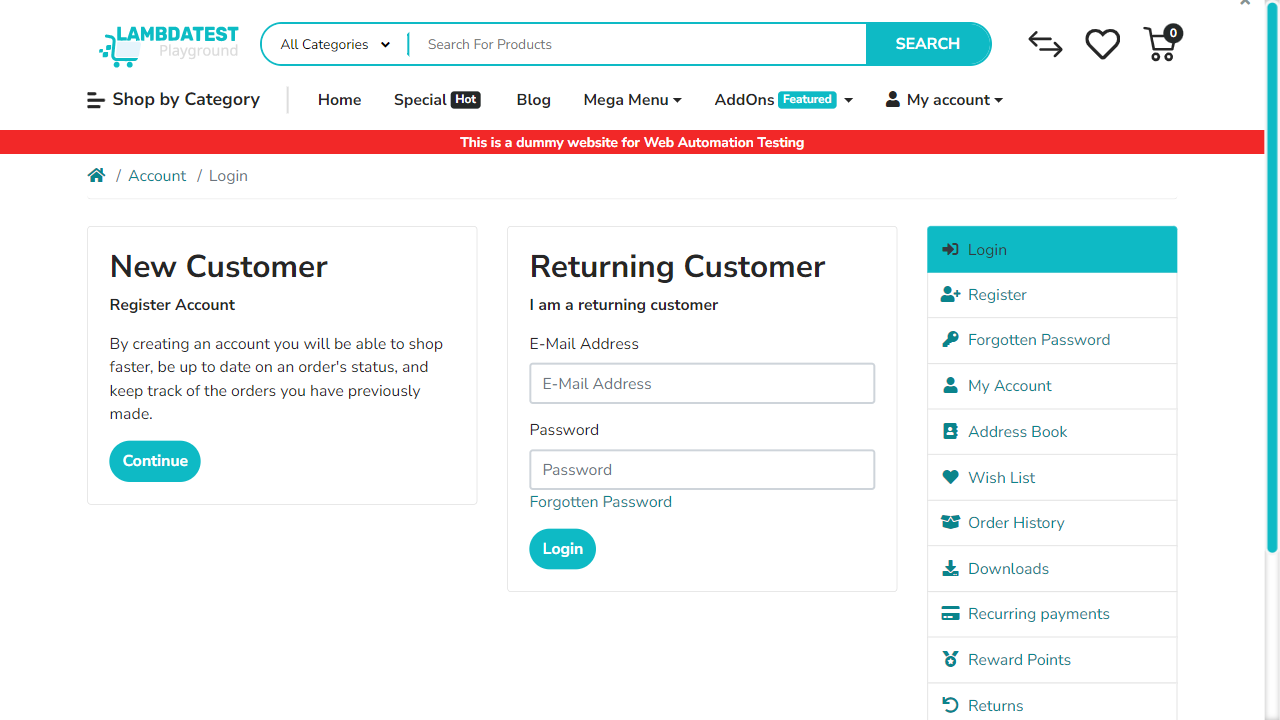 LAMBDATEST
Playground
All Categories
Search For Products
SEARCH
0
Shop by Category
Home
Special Hot
Blog
Mega Menu
AddOns Featured
My account
This is a dummy website for Web Automation Testing
/ Account / Login
New Customer
Register Account
By creating an account you will be able to shop
faster, be up to date on an order's status, and
keep track of the orders you have previously
made.
Continue
Returning Customer
I am a returning customer
E-Mail Address
E-Mail Address
Password
Password
Forgotten Password
Login
Login
Register
Forgotten Password
My Account
Address Book
Wish List
Order History
Downloads
Recurring payments
Reward Points
Returns